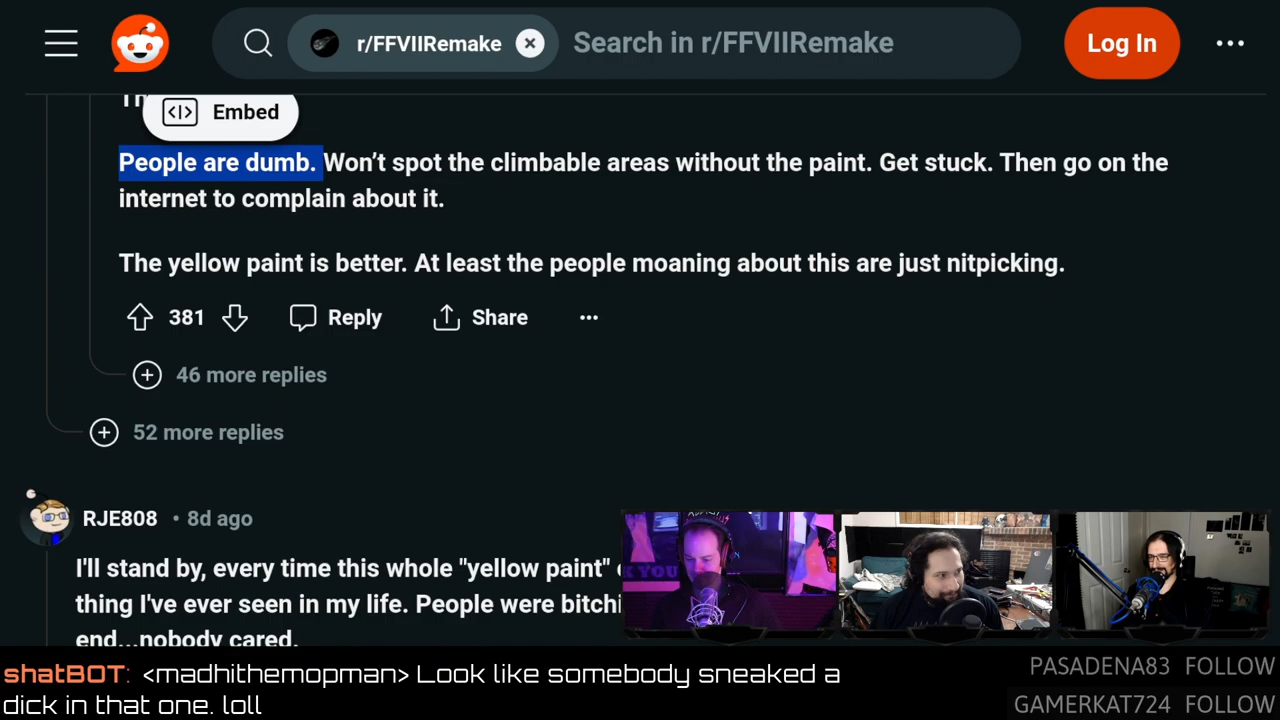 r/FFVIIRemake
Search in r/FFVIIRemake
Log In
Embed
People are dumb. Won’t spot the climbable areas without the paint. Get stuck. Then go on the
internet to complain about it.
The yellow paint is better. At least the people moaning about this are just nitpicking.
381
Reply
Share
46 more replies
52 more replies
RJE808 • 8d ago
I'll stand by, every time this whole "yellow paint"
thing I've ever seen in my life. People were bitchi
end...nobody cared.
shatBOT: <madhithemopman> Look like somebody sneaked a
dick in that one. loll
PASADENA83 FOLLOW
GAMERKAT724 FOLLOW